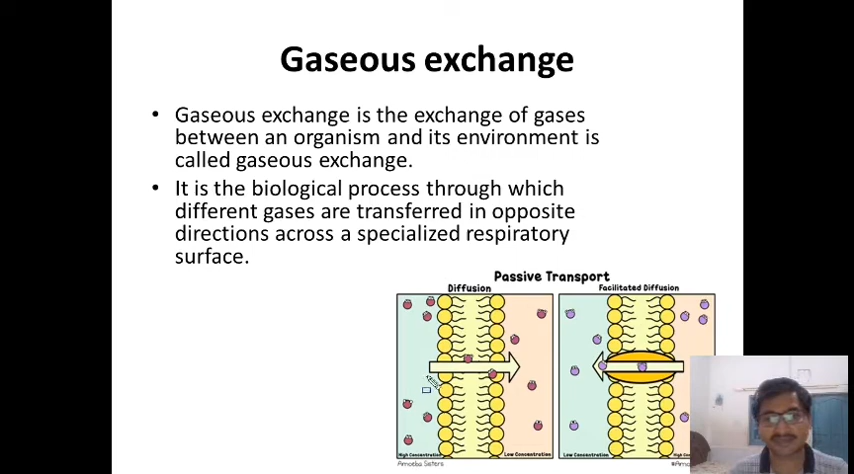 Gaseous exchange
• Gaseous exchange is the exchange of gases
between an organism and its environment is
called gaseous exchange.
• It is the biological process through which
different gases are transferred in opposite
directions across a specialized respiratory
surface.
Passive Transport
Diffusion
Facilitated Diffusion
High Concentration
Low Concentration
Low Concentration
Amoeba Sisters